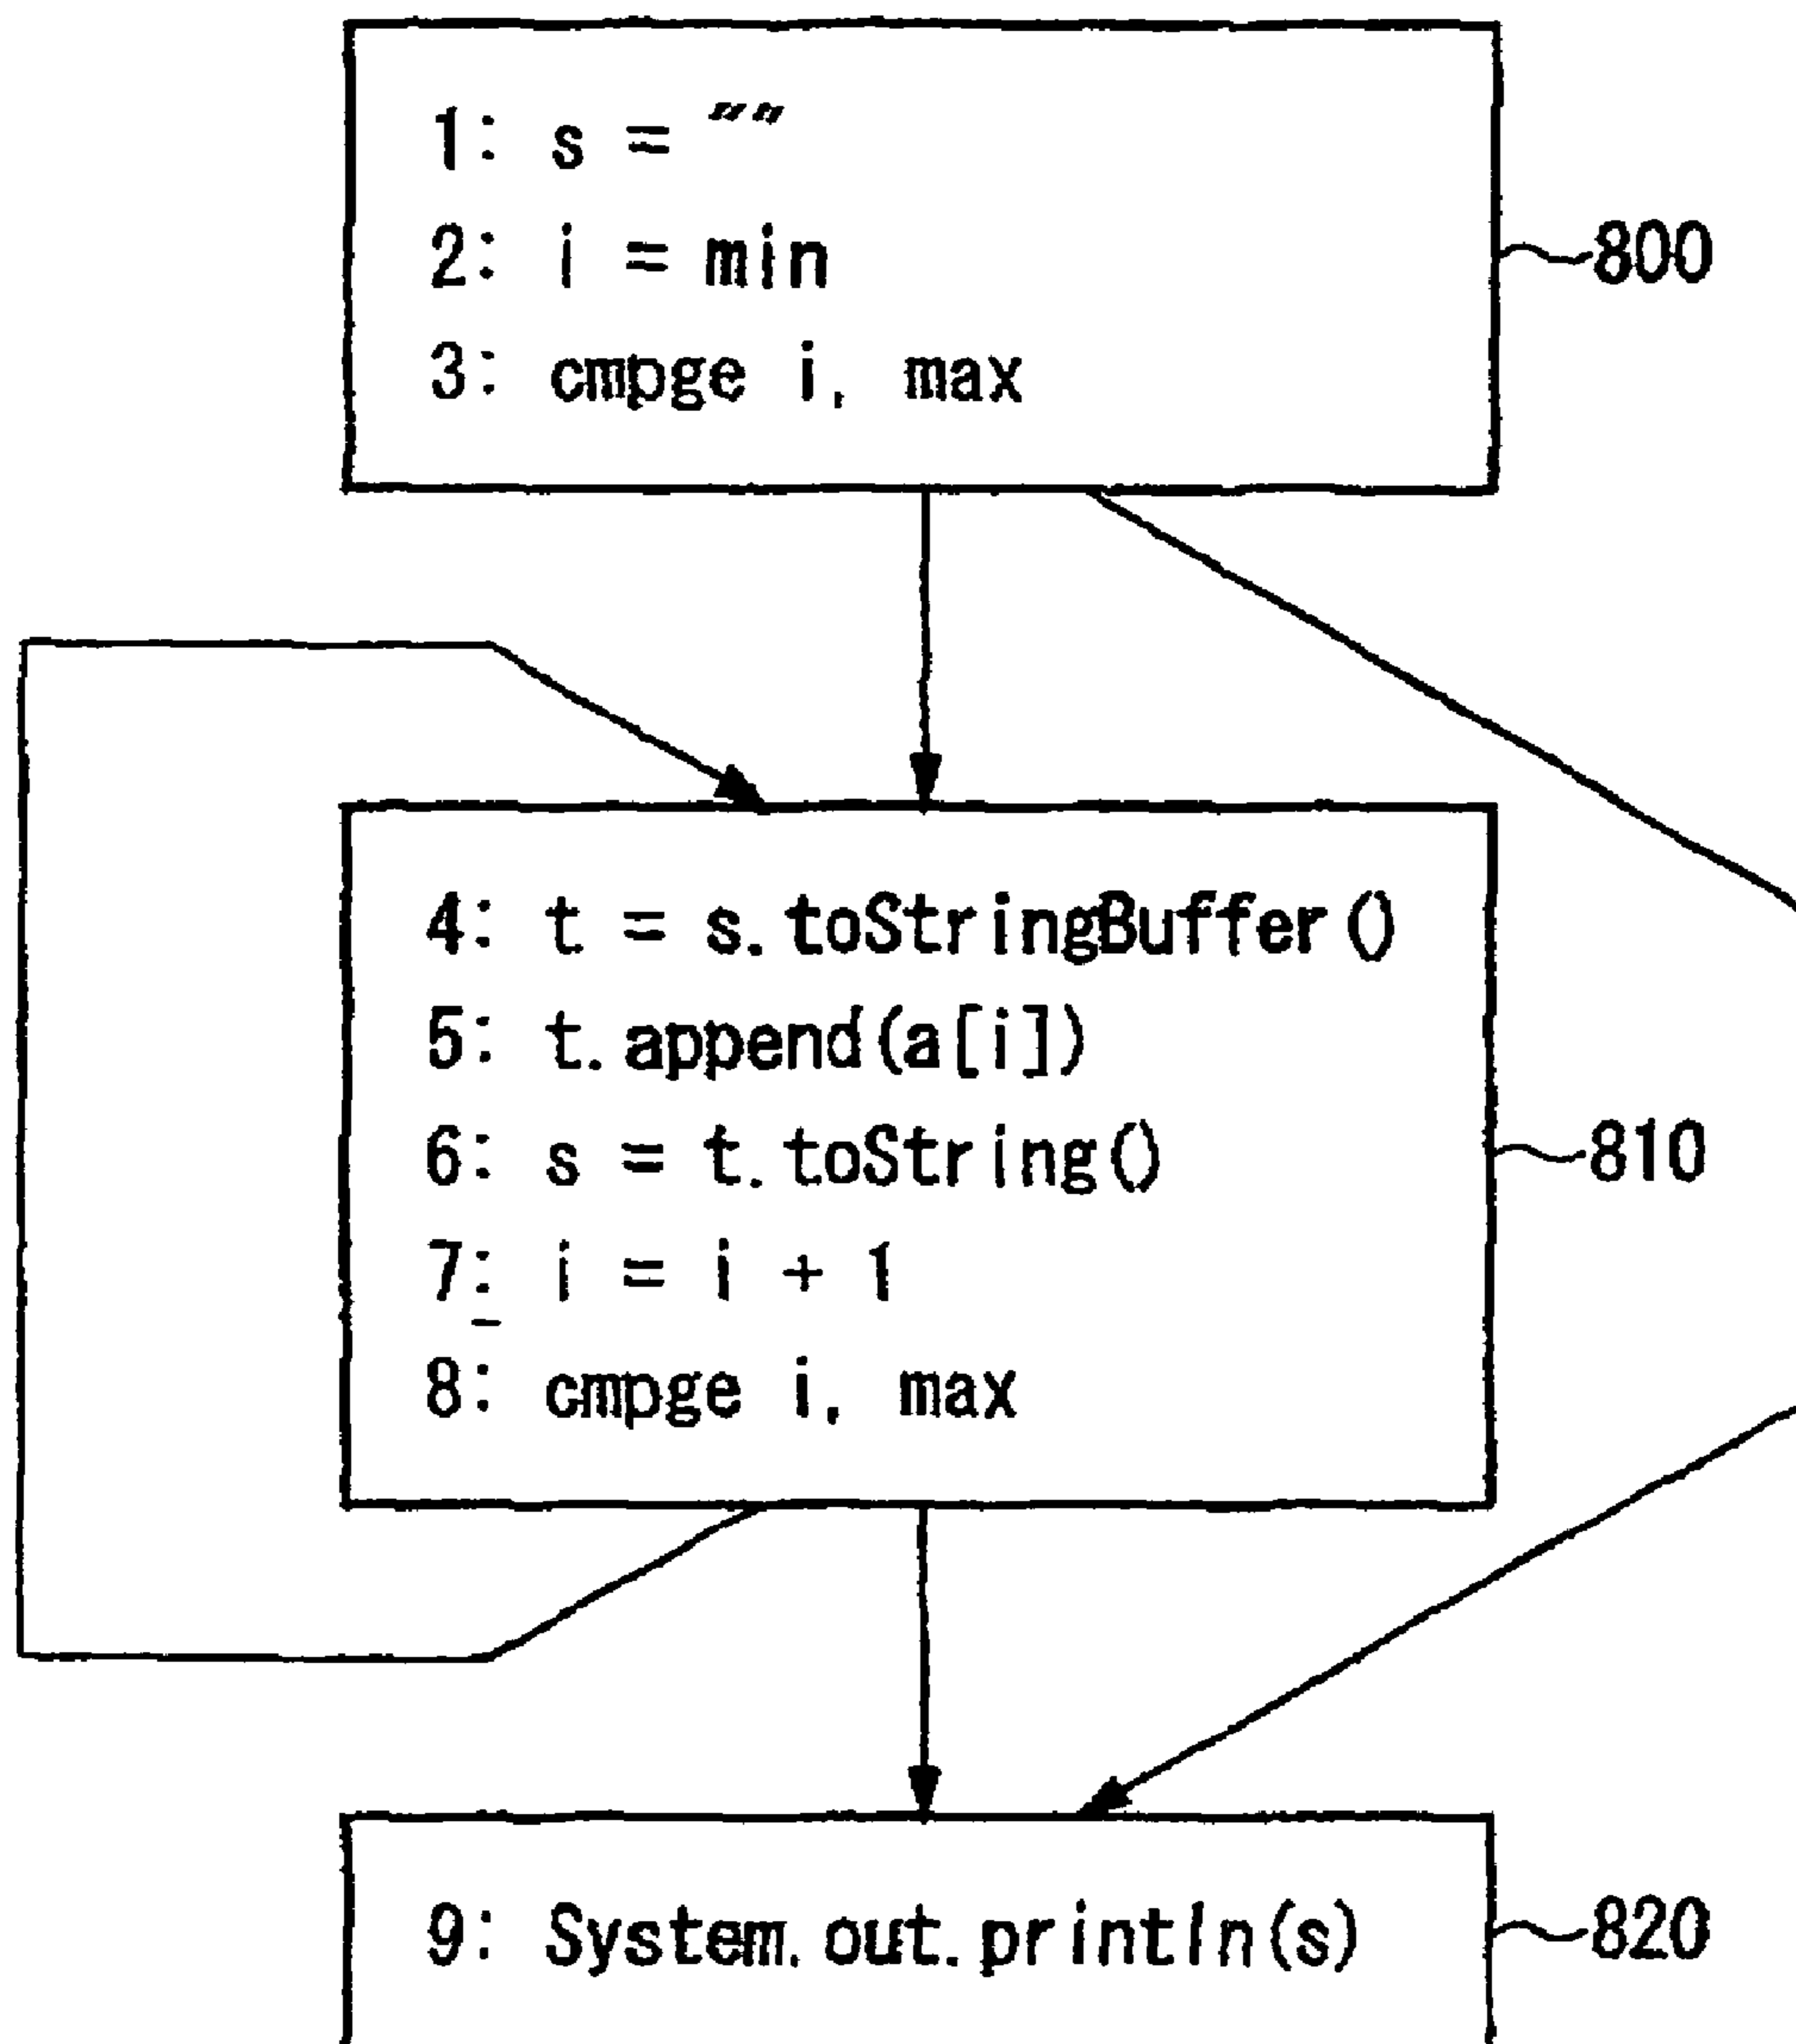 1: s = ""
2: i = min
3: cmpge i, max
800
4: t = s.toStringBuffer()
5: t.append(a[i])
6: s = t.toString()
7: i = i + 1
8: cmpge i, max
810
9: System.out.println(s)
820